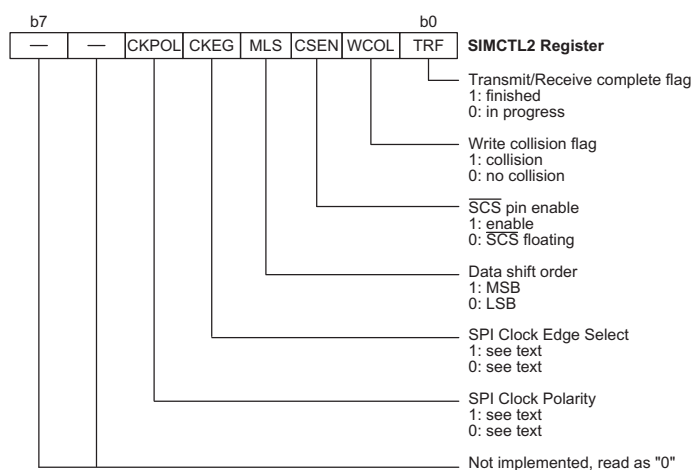 b7 b0
— — CKPOL CKEG MLS CSEN WCOL TRF SIMCTL2 Register
Transmit/Receive complete flag
1: finished
0: in progress
Write collision flag
1: collision
0: no collision
SCS pin enable
1: enable
0: SCS floating
Data shift order
1: MSB
0: LSB
SPI Clock Edge Select
1: see text
0: see text
SPI Clock Polarity
1: see text
0: see text
Not implemented, read as "0"